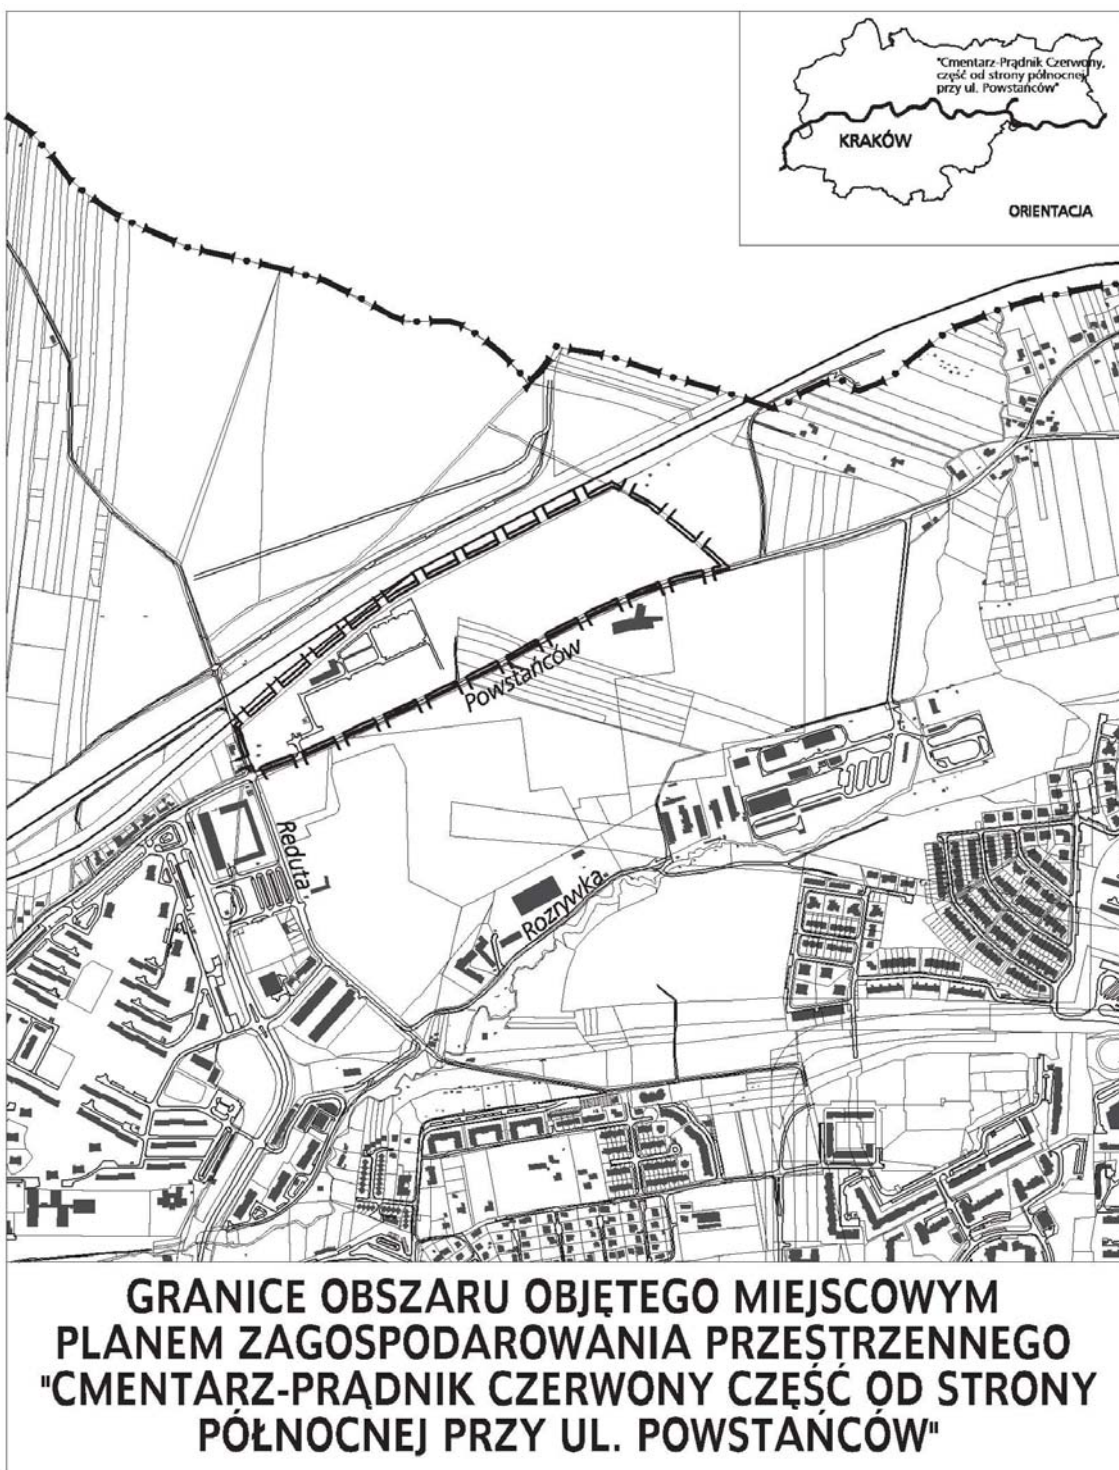 "Cmentarz-Prądnik Czerwony,
część od strony północnej
przy ul. Powstańców"
KRAKÓW
ORIENTACJA
Powstańców
Reduta
Rozrywka
GRANICE OBSZARU OBJĘTEGO MIEJSCOWYM
PLANEM ZAGOSPODAROWANIA PRZESTRZENNEGO
"CMENTARZ-PRĄDNIK CZERWONY CZĘŚĆ OD STRONY
PÓŁNOCNEJ PRZY UL. POWSTAŃCÓW"